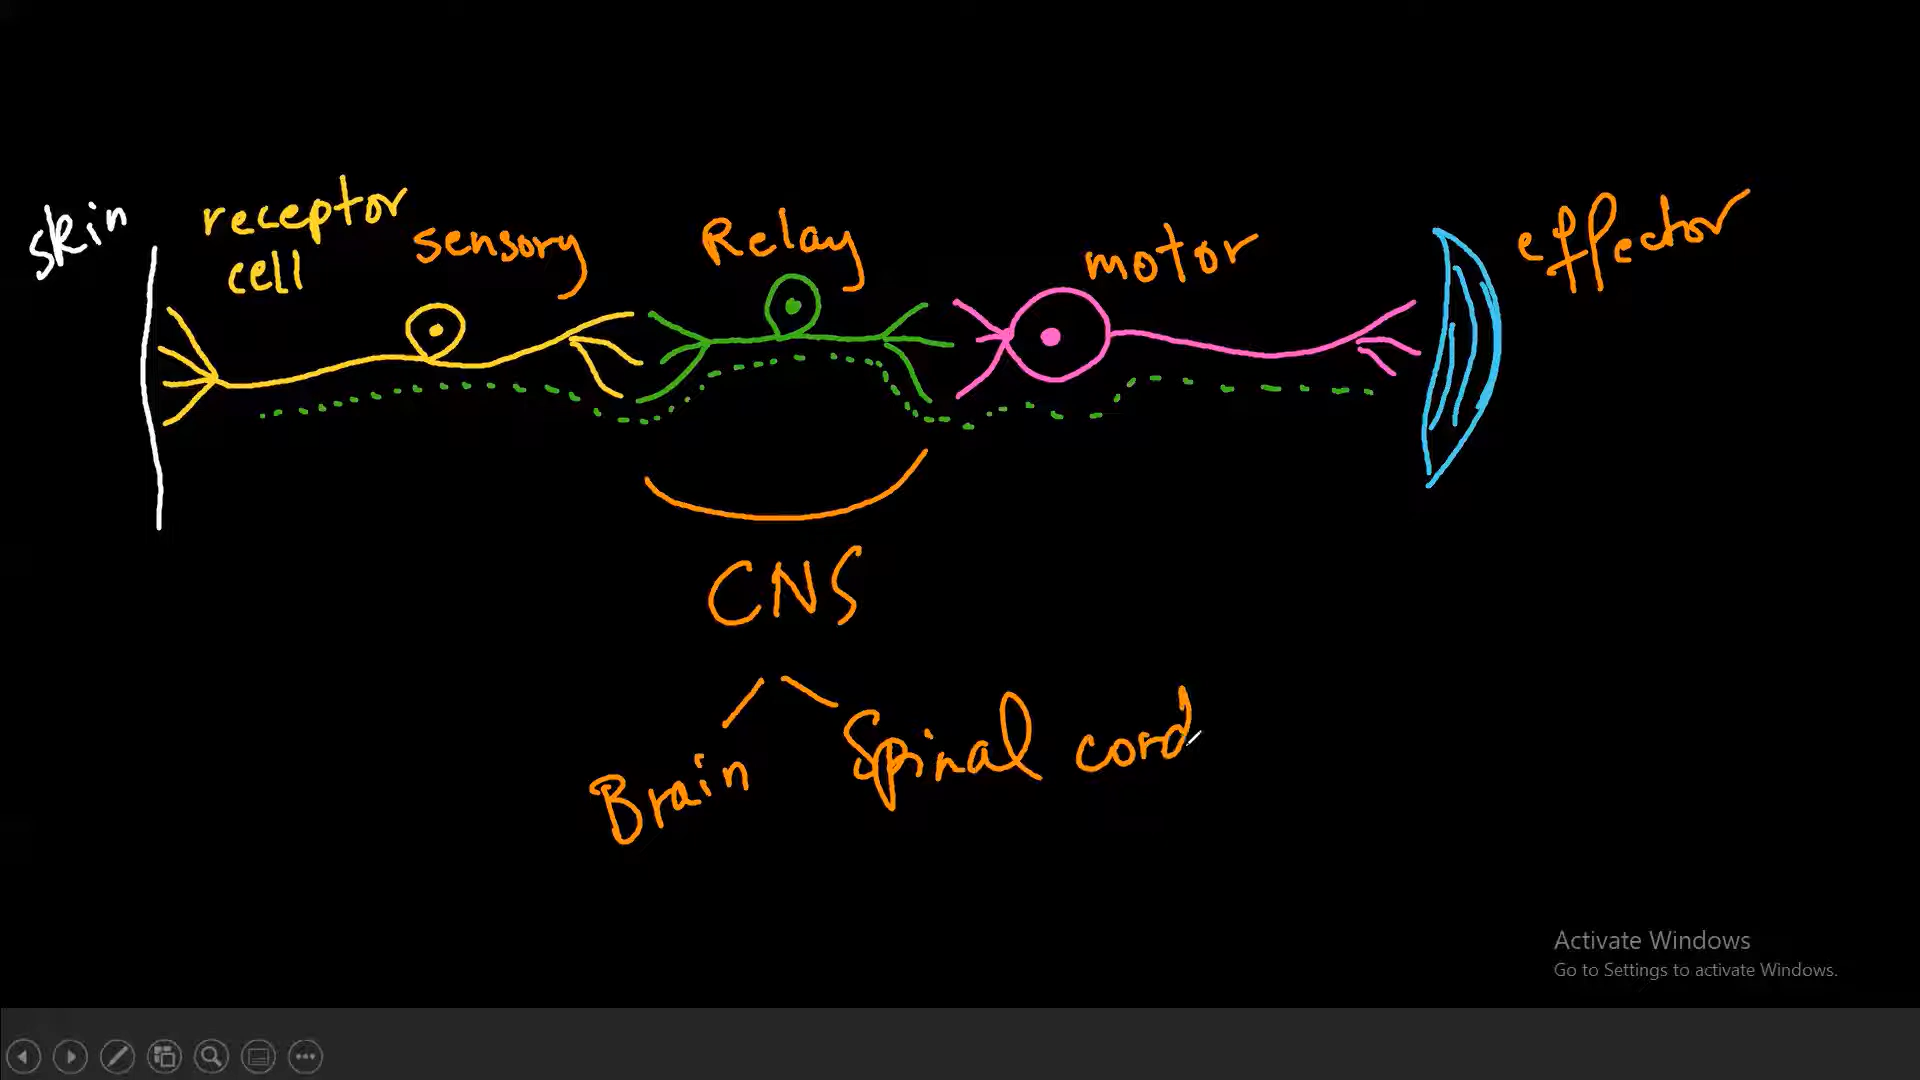 skin
receptor
cell
sensory
Relay
motor
effector
CNS
Brain
Spinal cord
Activate Windows
Go to Settings to activate Windows.